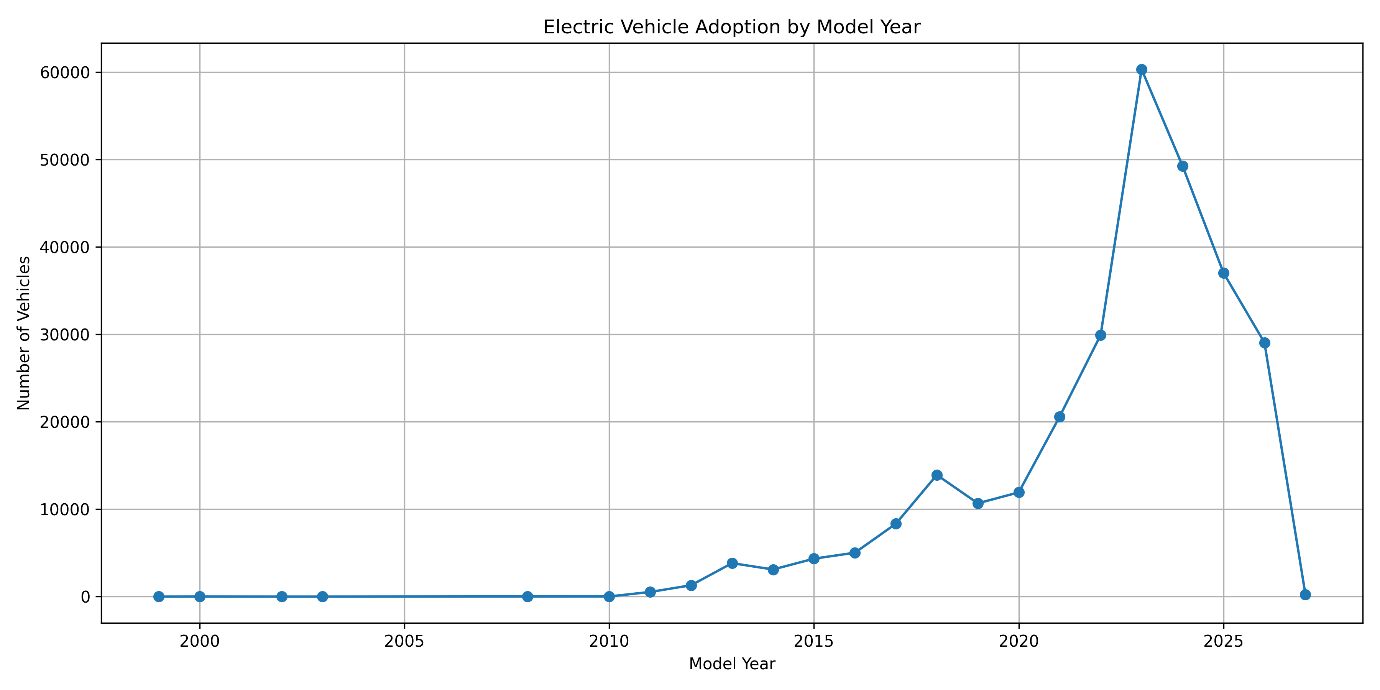 Electric Vehicle Adoption by Model Year
Number of Vehicles
60000
50000
40000
30000
20000
10000
0
2000 2005 2010 2015 2020 2025
Model Year